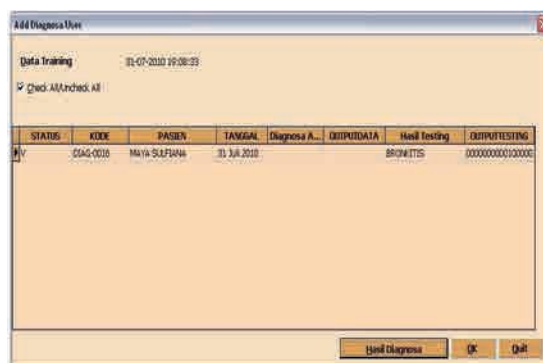 Add Diagnosa User
Data Training 31-07-2010 19:08:33
Check All/Uncheck All
STATUS KODE PASIEN TANGGAL Diagnosa A... OUTPUTDATA Hasil Testing OUTPUTTESTING
V DIAG-0016 MAYA SULFIANA 31 Juli 2010 BRONKITIS
Hasil Diagnosa OK Quit